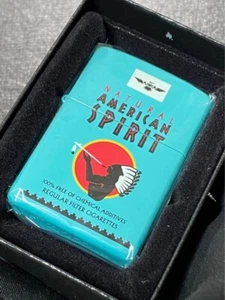 NATURAL
AMERICAN
SPIRIT
100% FREE OF CHEMICAL ADDITIVES
REGULAR FILTER CIGARETTES